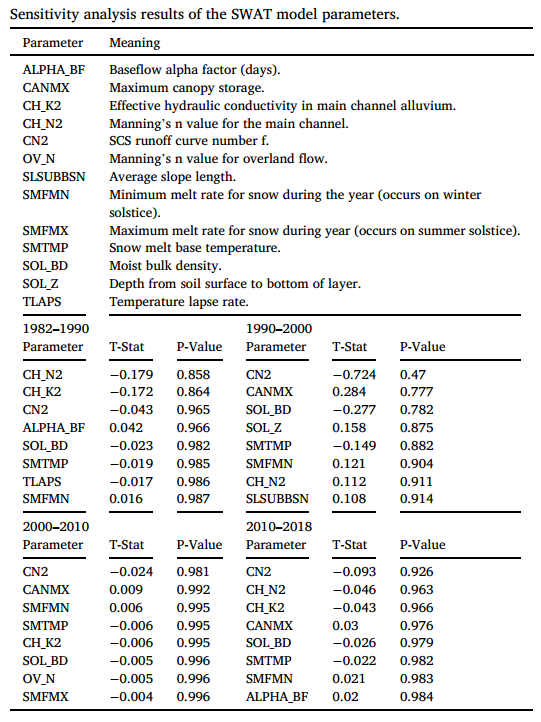 Sensitivity analysis results of the SWAT model parameters.
Parameter Meaning
ALPHA_BF Baseflow alpha factor (days).
CANMX Maximum canopy storage.
CH_K2 Effective hydraulic conductivity in main channel alluvium.
CH_N2 Manning's n value for the main channel.
CN2 SCS runoff curve number f.
OV_N Manning's n value for overland flow.
SLSUBBSN Average slope length.
SMFMN Minimum melt rate for snow during the year (occurs on winter
solstice).
SMFMX Maximum melt rate for snow during year (occurs on summer solstice).
SMTMP Snow melt base temperature.
SOL_BD Moist bulk density.
SOL_Z Depth from soil surface to bottom of layer.
TLAPS Temperature lapse rate.
1982–1990 1990–2000
Parameter T-Stat P-Value Parameter T-Stat P-Value
CH_N2 −0.179 0.858 CN2 −0.724 0.47
CH_K2 −0.172 0.864 CANMX 0.284 0.777
CN2 −0.043 0.965 SOL_BD −0.277 0.782
ALPHA_BF 0.042 0.966 SOL_Z 0.158 0.875
SOL_BD −0.023 0.982 SMTMP −0.149 0.882
SMTMP −0.019 0.985 SMFMN 0.121 0.904
TLAPS −0.017 0.986 CH_N2 0.112 0.911
SMFMN 0.016 0.987 SLSUBBSN 0.108 0.914
2000–2010 2010–2018
Parameter T-Stat P-Value Parameter T-Stat P-Value
CN2 −0.024 0.981 CN2 −0.093 0.926
CANMX 0.009 0.992 CH_N2 −0.046 0.963
SMFMN 0.006 0.995 CH_K2 −0.043 0.966
SMTMP −0.006 0.995 CANMX 0.03 0.976
CH_K2 −0.006 0.995 SOL_BD −0.026 0.979
SOL_BD −0.005 0.996 SMTMP −0.022 0.982
OV_N −0.005 0.996 SMFMN 0.021 0.983
SMFMX −0.004 0.996 ALPHA_BF 0.02 0.984